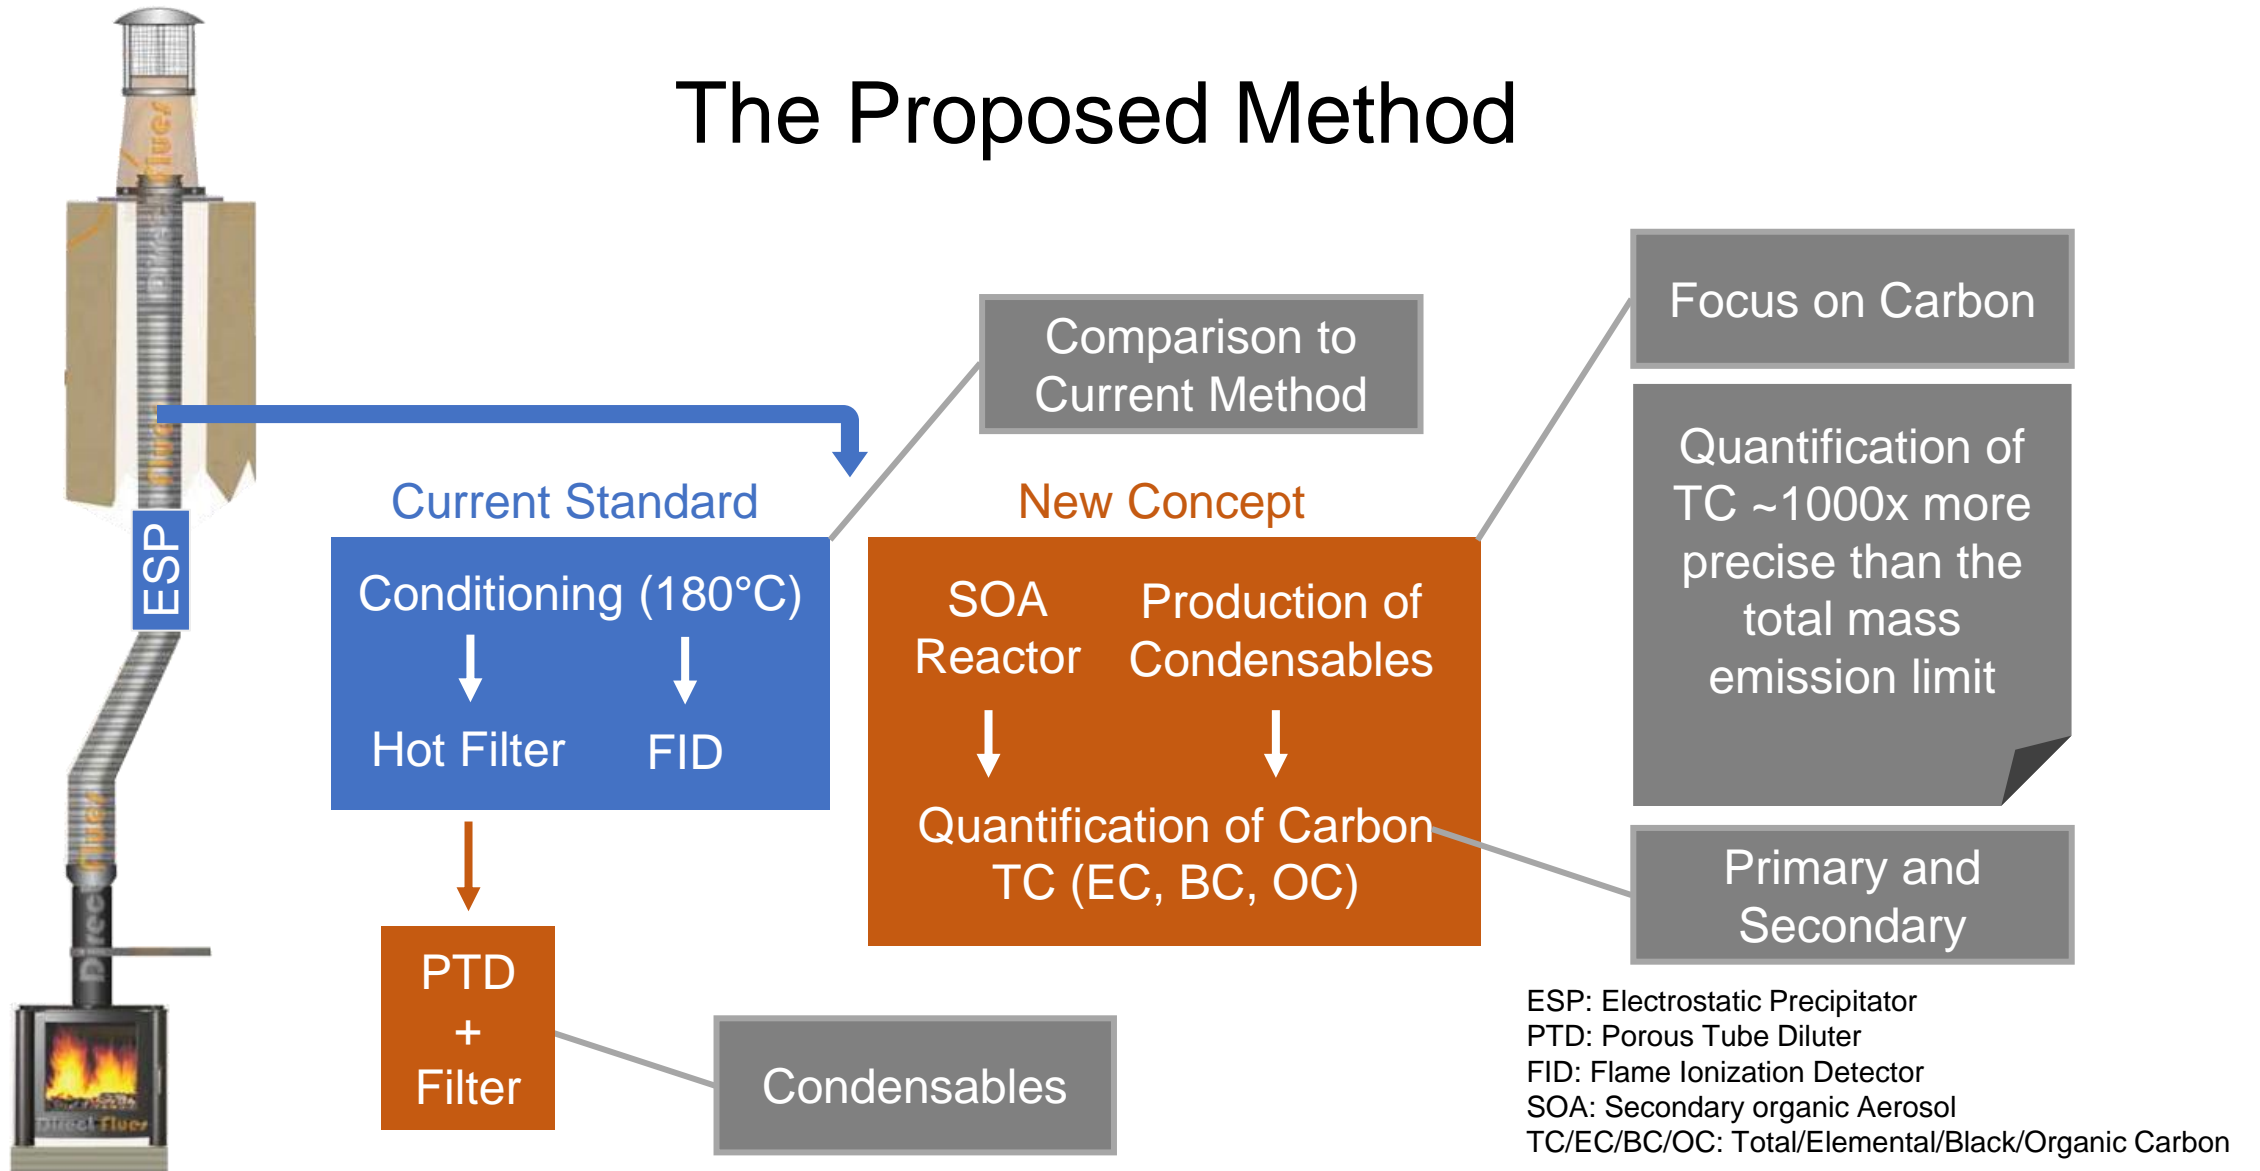 The Proposed Method
Comparison to
Current Method
Focus on Carbon
Quantification of
TC ~1000x more
precise than the
total mass
emission limit
Primary and
Secondary
ESP
Current Standard
Conditioning (180°C)
Hot Filter
FID
New Concept
SOA
Reactor
Production of
Condensables
Quantification of Carbon
TC (EC, BC, OC)
PTD
+
Filter
Condensables
ESP: Electrostatic Precipitator
PTD: Porous Tube Diluter
FID: Flame Ionization Detector
SOA: Secondary organic Aerosol
TC/EC/BC/OC: Total/Elemental/Black/Organic Carbon
Direct Flues